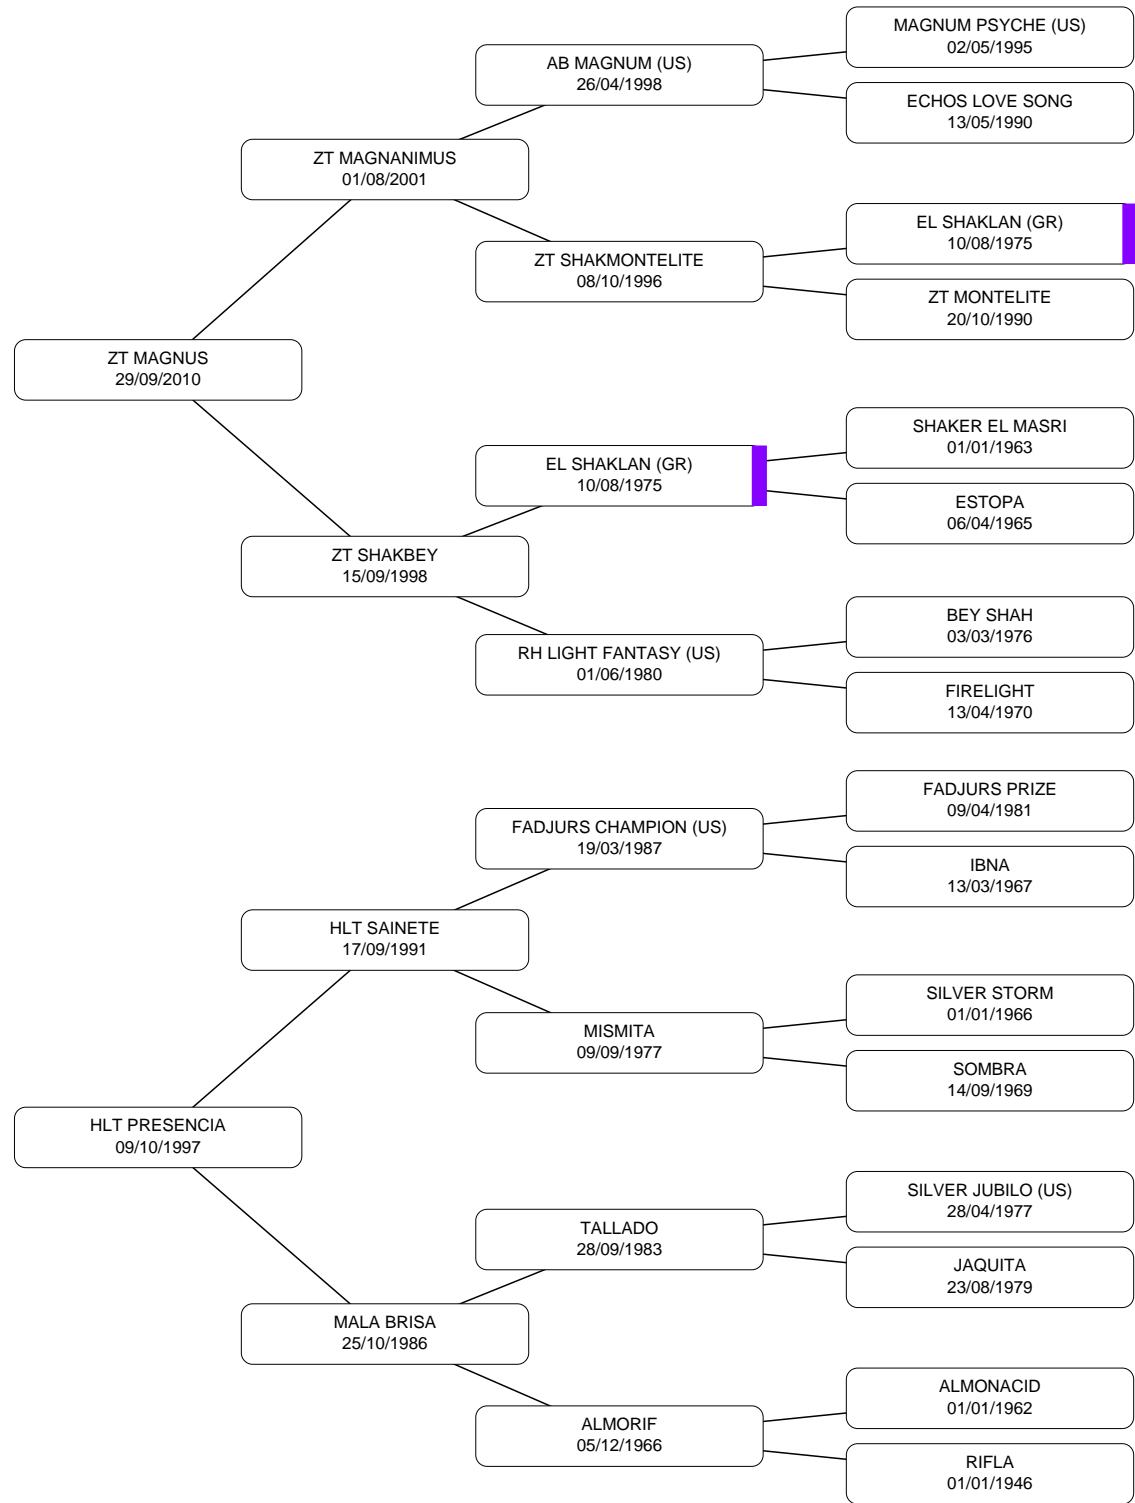 MAGNUM PSYCHE (US)
02/05/1995
AB MAGNUM (US)
26/04/1998
ECHOS LOVE SONG
13/05/1990
ZT MAGNANIMUS
01/08/2001
EL SHAKLAN (GR)
10/08/1975
ZT SHAKMONTELITE
08/10/1996
ZT MONTELITE
20/10/1990
ZT MAGNUS
29/09/2010
SHAKER EL MASRI
01/01/1963
EL SHAKLAN (GR)
10/08/1975
ESTOPA
06/04/1965
ZT SHAKBEY
15/09/1998
BEY SHAH
03/03/1976
RH LIGHT FANTASY (US)
01/06/1980
FIRELIGHT
13/04/1970
FADJURS PRIZE
09/04/1981
FADJURS CHAMPION (US)
19/03/1987
IBNA
13/03/1967
HLT SAINETE
17/09/1991
SILVER STORM
01/01/1966
MISMITA
09/09/1977
SOMBRA
14/09/1969
HLT PRESENCIA
09/10/1997
SILVER JUBILO (US)
28/04/1977
TALLADO
28/09/1983
JAQUITA
23/08/1979
MALA BRISA
25/10/1986
ALMONACID
01/01/1962
ALMORIF
05/12/1966
RIFLA
01/01/1946